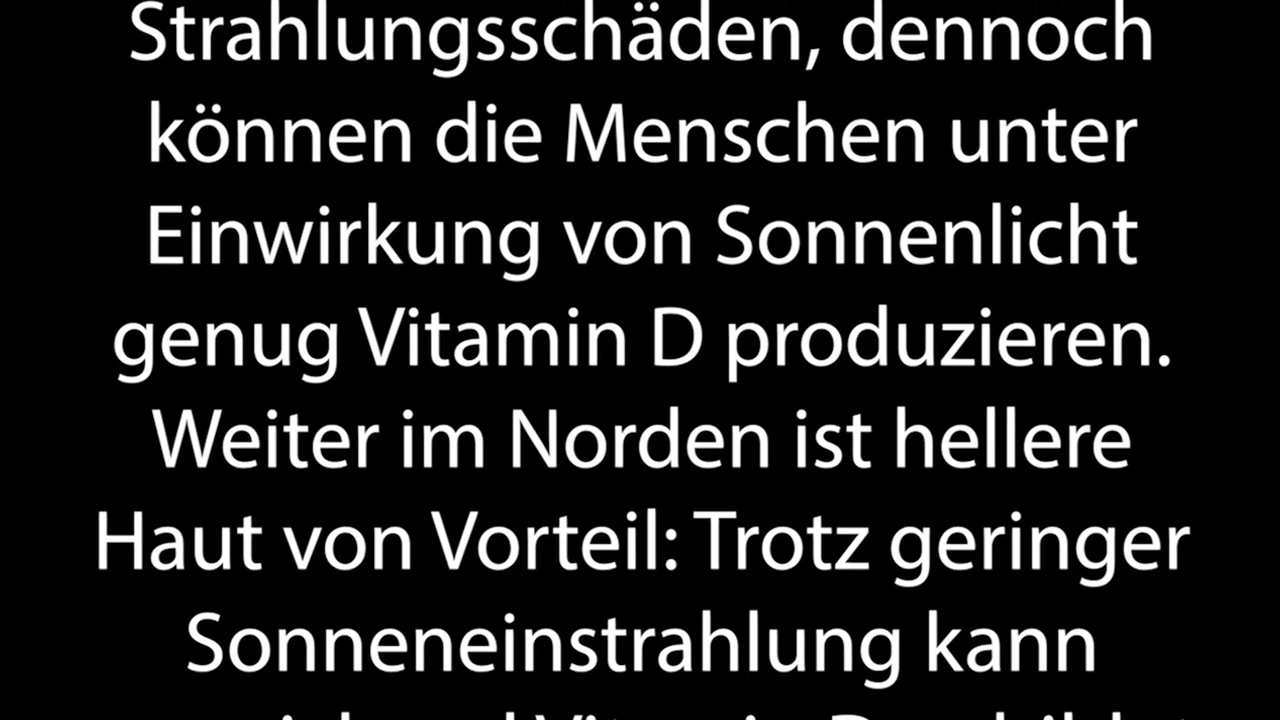 Strahlungsschäden, dennoch
können die Menschen unter
Einwirkung von Sonnenlicht
genug Vitamin D produzieren.
Weiter im Norden ist hellere
Haut von Vorteil: Trotz geringer
Sonneneinstrahlung kann
Vitamin D